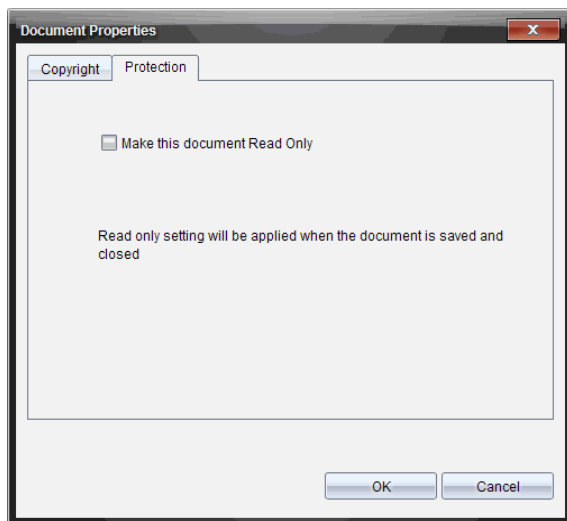 Document Properties
X
Copyright Protection
Make this document Read Only
Read only setting will be applied when the document is saved and
closed
OK Cancel